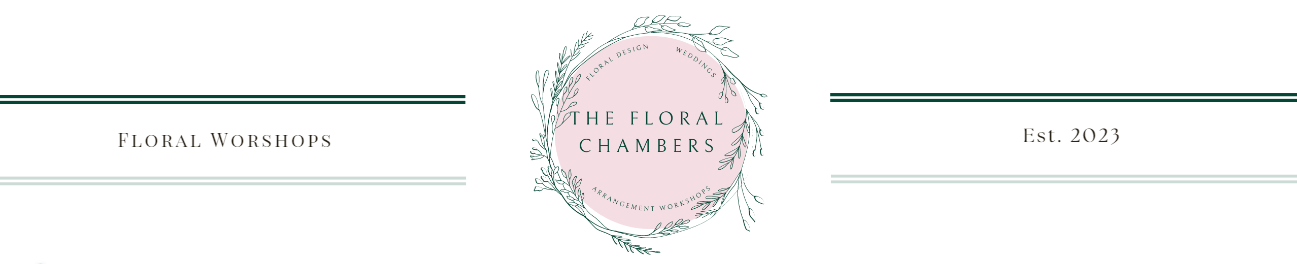 FLORAL WORSHOPS
FLORAL DESIGN
WEDDINGS
THE FLORAL
CHAMBERS
ARRANGEMENT WORKSHOPS
Est. 2023